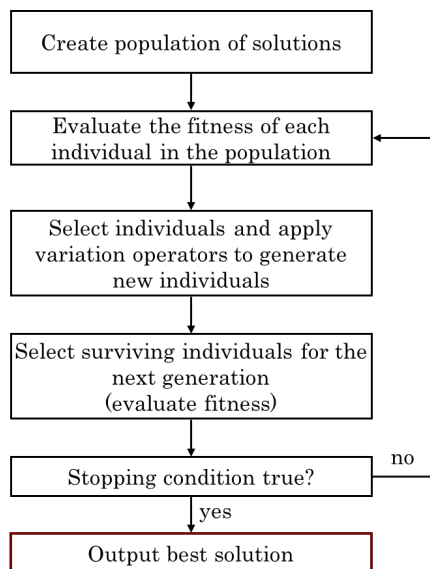 Create population of solutions
Evaluate the fitness of each
individual in the population
Select individuals and apply
variation operators to generate
new individuals
Select surviving individuals for the
next generation
(evaluate fitness)
Stopping condition true?
no
yes
Output best solution